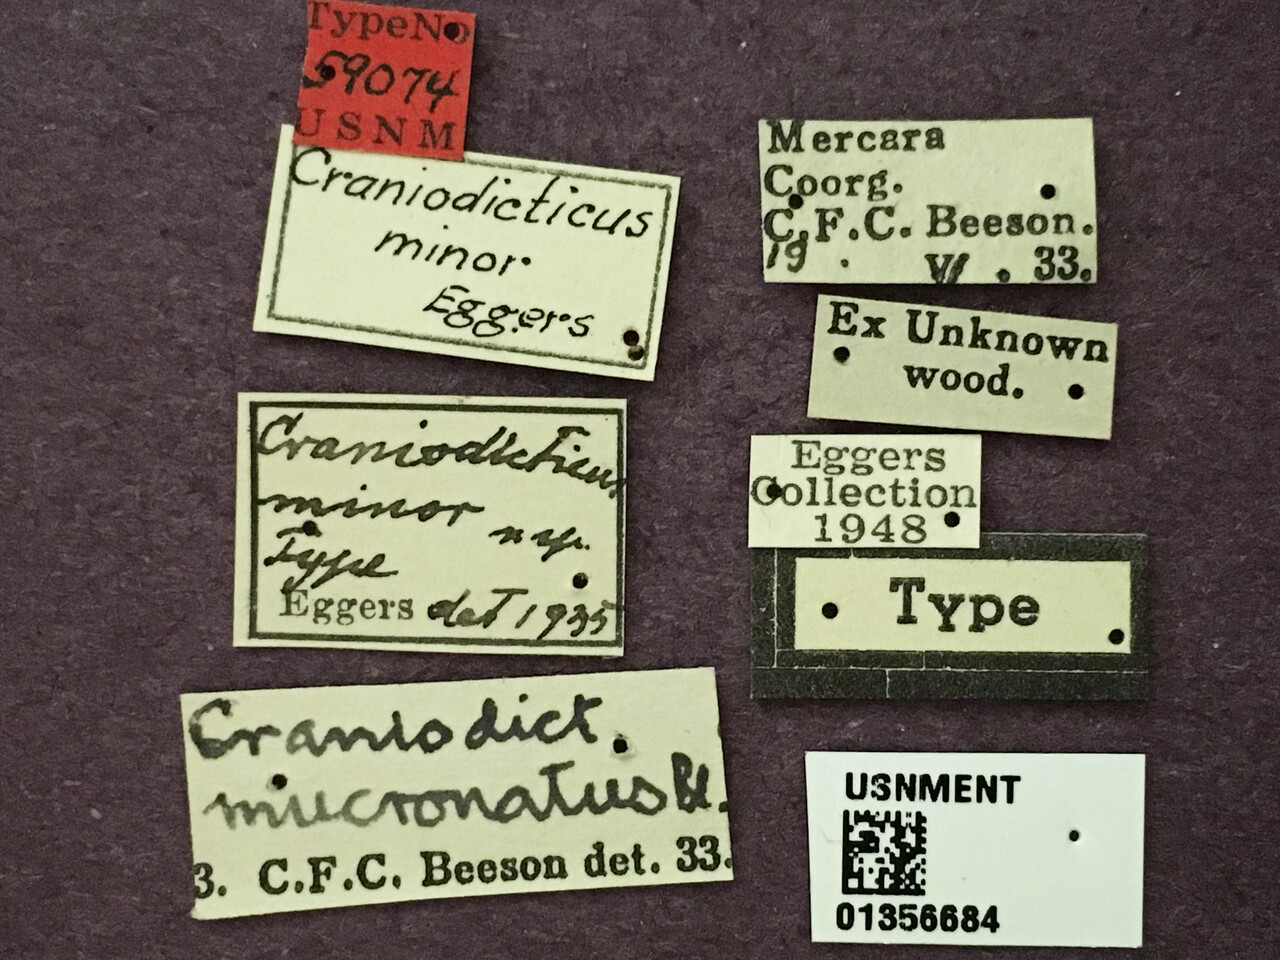 TypeNo
59074
USNM
Craniodicticus
minor
Eggers
Craniodicticus
minor n sp.
Type
Eggers det 1935
Craniodict.
mucronatus Bl.
3. C.F.C. Beeson det. 33.
Mercara
Coorg.
C.F.C. Beeson.
19 . VI . 33.
Ex Unknown
wood.
Eggers
Collection
1948
Type
USNMENT
01356684